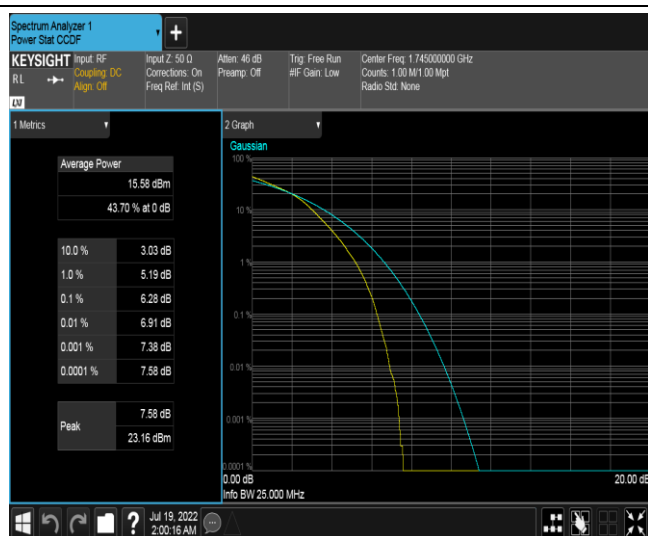 Spectrum Analyzer 1
Power Stat CCDF
+
KEYSIGHT
RL
LXI
Input: RF
Coupling: DC
Align: Off
Input Z: 50 Ω
Corrections: On
Freq Ref: Int (S)
Atten: 46 dB
Preamp: Off
Trig: Free Run
#IF Gain: Low
Center Freq: 1.745000000 GHz
Counts: 1.00 M/1.00 Mpt
Radio Std: None
1 Metrics
Average Power
15.58 dBm
43.70 % at 0 dB
10.0 % 3.03 dB
1.0 % 5.19 dB
0.1 % 6.28 dB
0.01 % 6.91 dB
0.001 % 7.38 dB
0.0001 % 7.58 dB
Peak
7.58 dB
23.16 dBm
2 Graph
Gaussian
100 %
10 %
1 %
0.1 %
0.01 %
0.001 %
0.0001 %
0.00 dB
20.00 dB
Info BW 25.000 MHz
?
Jul 19, 2022
2:00:16 AM